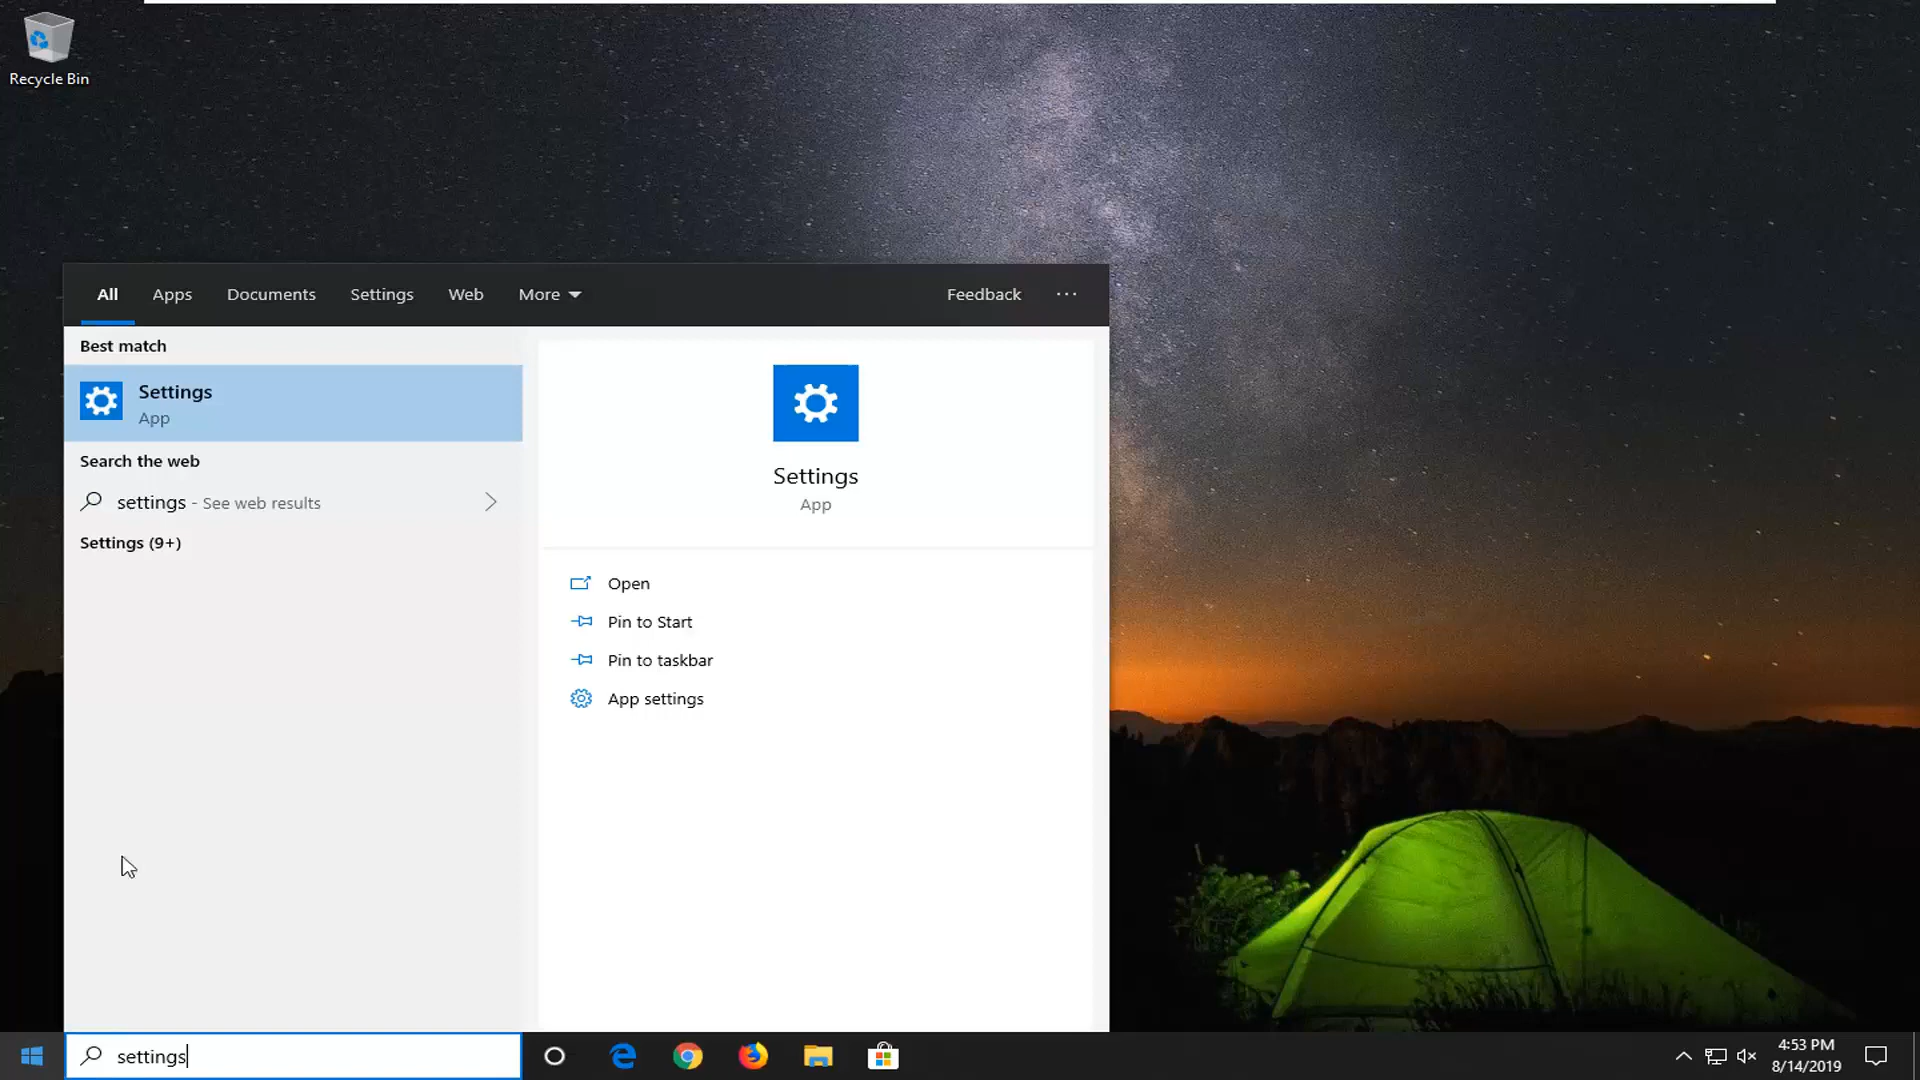 Recycle Bin
All Apps Documents Settings Web More Feedback ...
Best match
Settings
App
Search the web
settings - See web results
Settings (9+)
Settings
App
Open
Pin to Start
Pin to taskbar
App settings
settings
4:53 PM
8/14/2019